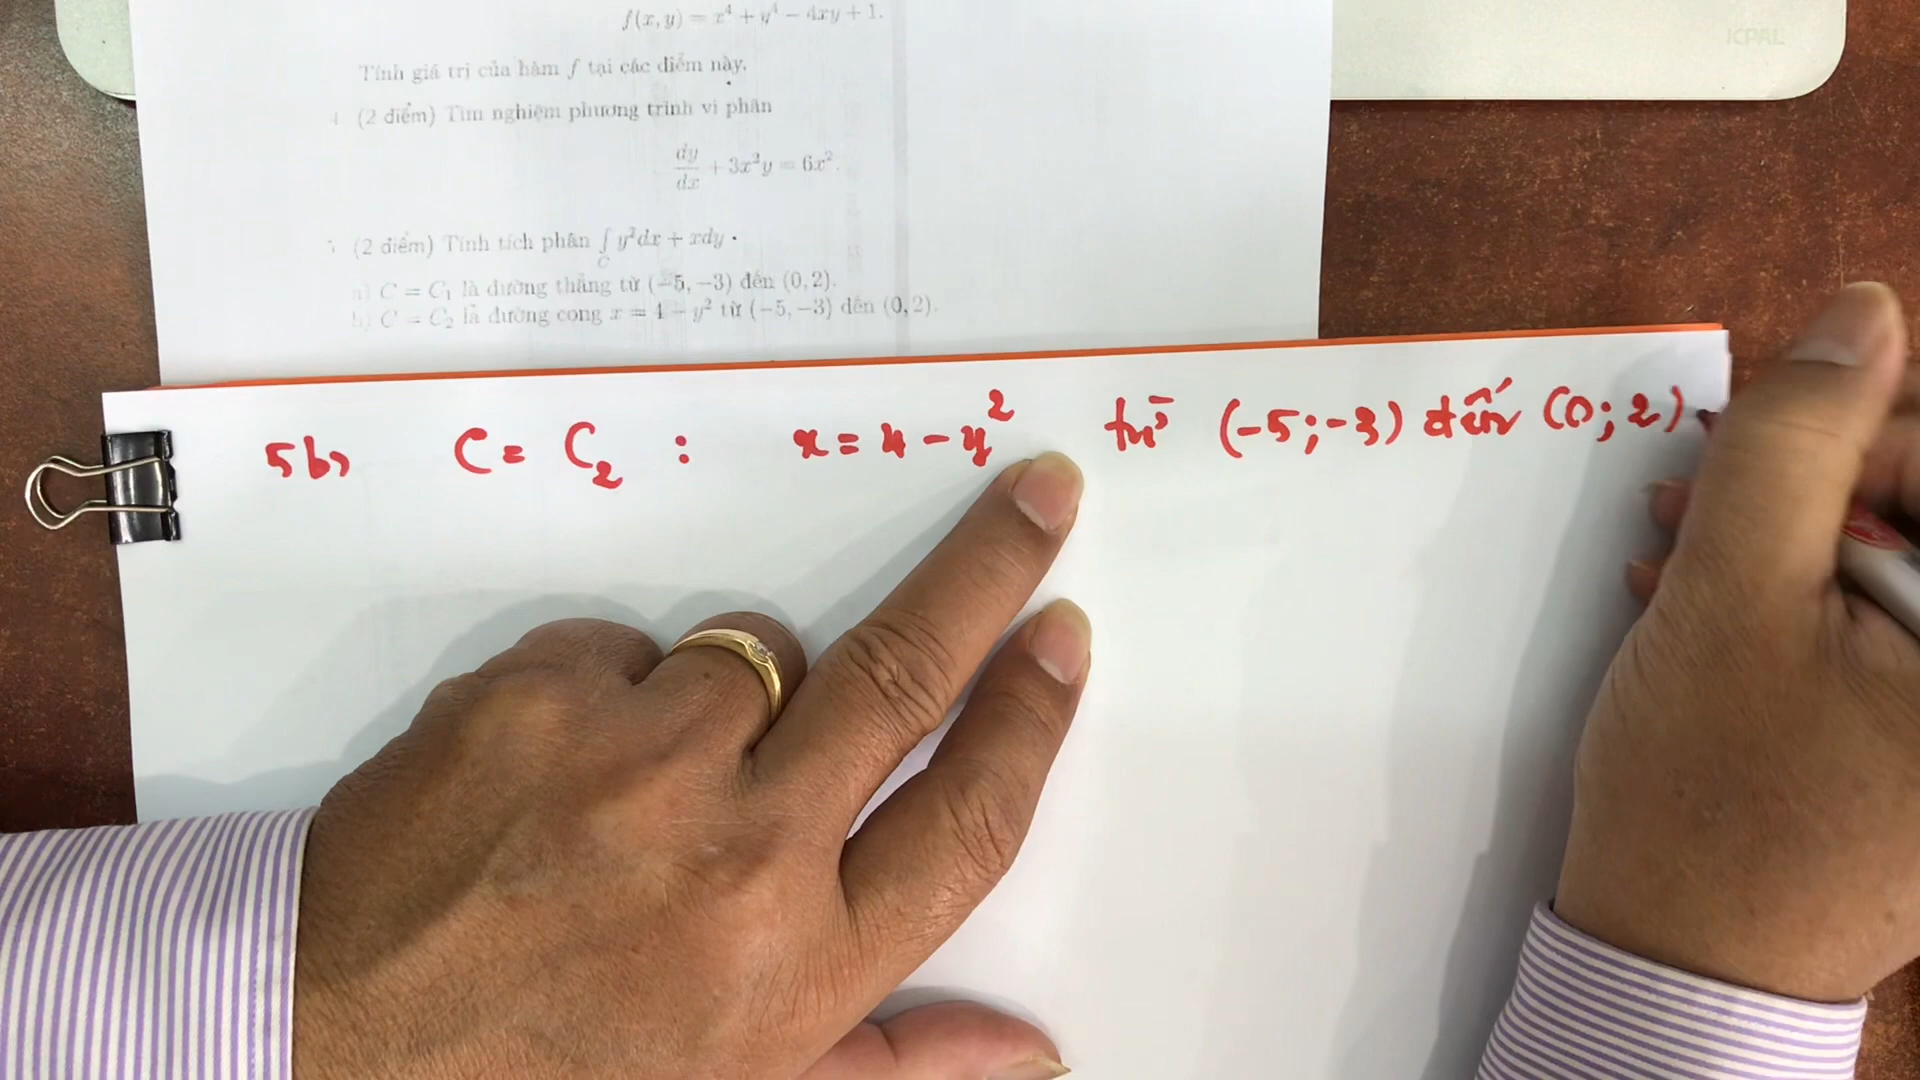 ICPAL
f(x, y) = x⁴ + y⁴ − 4xy + 1.
Tính giá trị của hàm f tại các điểm này.
4 (2 điểm) Tìm nghiệm phương trình vi phân
dy/dx + 3x²y = 6x².
(2 điểm) Tính tích phân ∫_C y²dx + xdy.
a) C = C₁ là đường thẳng từ (−5, −3) đến (0, 2).
b) C = C₂ là đường cong x = 4 − y² từ (−5, −3) đến (0, 2).
5b) C = C₂ : x = 4 − y² từ (−5; −3) đến (0; 2)